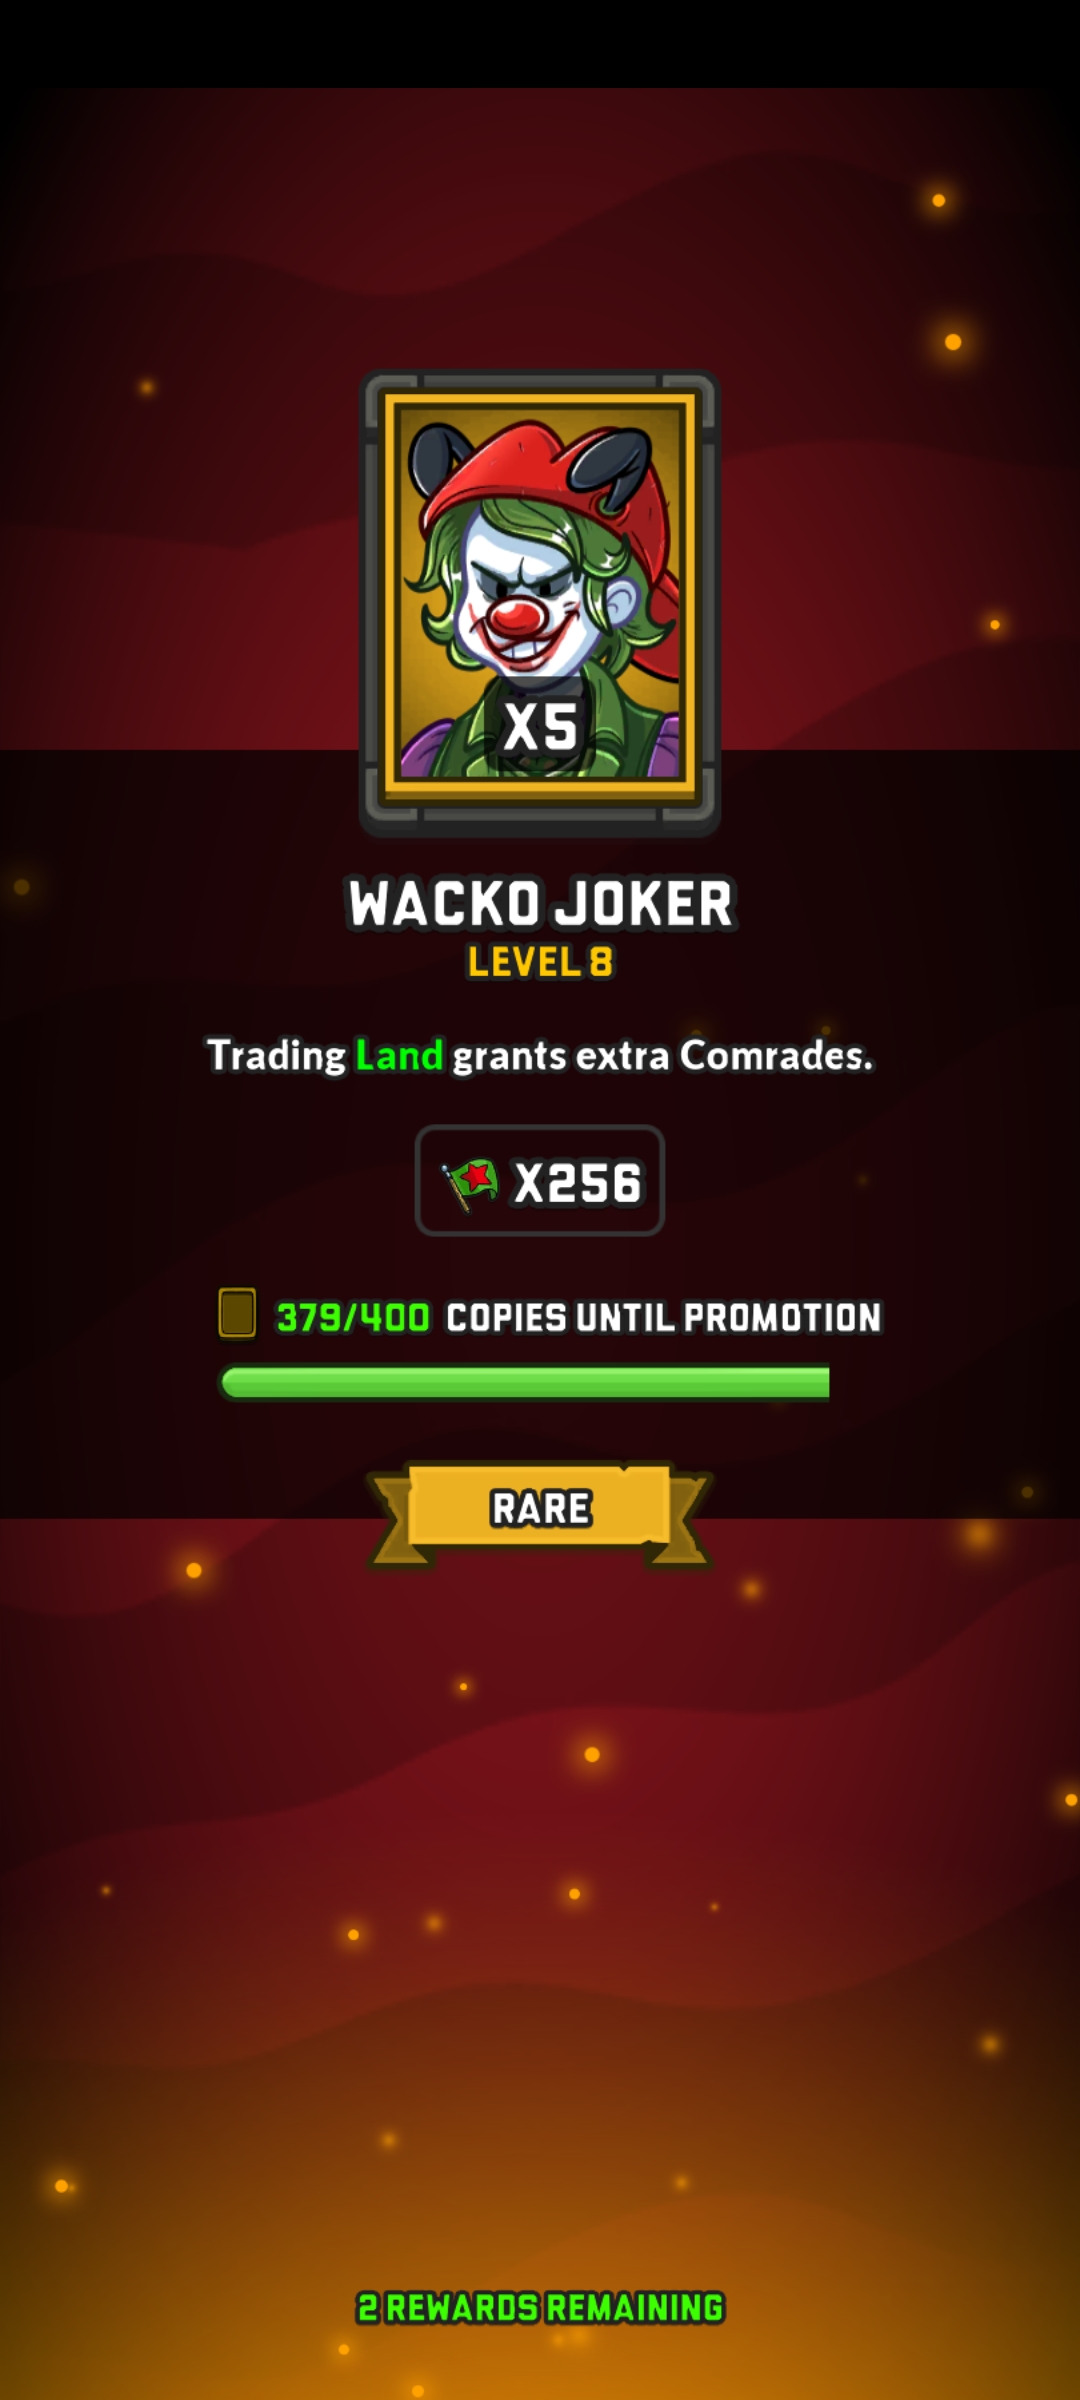 X5
WACKO JOKER
LEVEL 8
Trading Land grants extra Comrades.
X256
379/400 COPIES UNTIL PROMOTION
RARE
2 REWARDS REMAINING